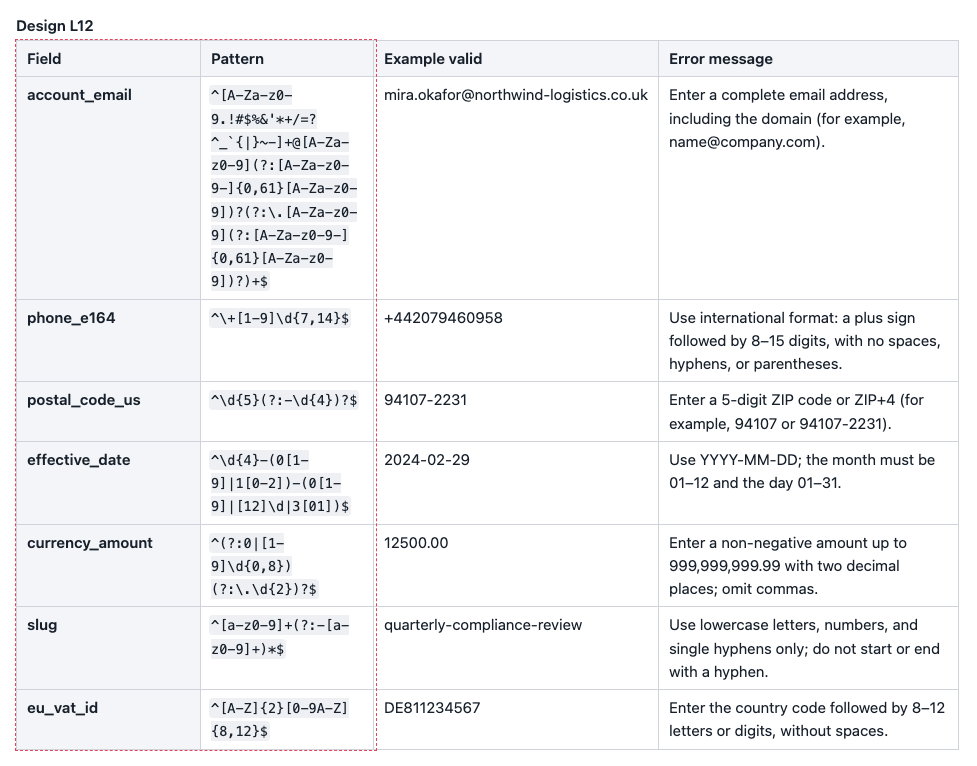 Design L12
Field Pattern Example valid Error message
account_email ^[A-Za-z0- mira.okafor@northwind-logistics.co.uk Enter a complete email address,
9.!#$%&'*+/=? including the domain (for example,
^_`{|}~-]+@[A-Za- name@company.com).
z0-9](?:[A-Za-z0-
9-]{0,61}[A-Za-z0-
9])?(?:\.[A-Za-z0-
9](?:[A-Za-z0-9-]
{0,61}[A-Za-z0-
9])?)+$
phone_e164 ^\+[1-9]\d{7,14}$ +442079460958 Use international format: a plus sign
followed by 8–15 digits, with no spaces,
hyphens, or parentheses.
postal_code_us ^\d{5}(?:-\d{4})?$ 94107-2231 Enter a 5-digit ZIP code or ZIP+4 (for
example, 94107 or 94107-2231).
effective_date ^\d{4}-(0[1- 2024-02-29 Use YYYY-MM-DD; the month must be
9]|1[0-2])-(0[1- 01–12 and the day 01–31.
9]|[12]\d|3[01])$
currency_amount ^(?:0|[1- 12500.00 Enter a non-negative amount up to
9]\d{0,8}) 999,999,999.99 with two decimal
(?:\.\d{2})?$ places; omit commas.
slug ^[a-z0-9]+(?:-[a- quarterly-compliance-review Use lowercase letters, numbers, and
z0-9]+)*$ single hyphens only; do not start or end
with a hyphen.
eu_vat_id ^[A-Z]{2}[0-9A-Z] DE811234567 Enter the country code followed by 8–12
{8,12}$ letters or digits, without spaces.